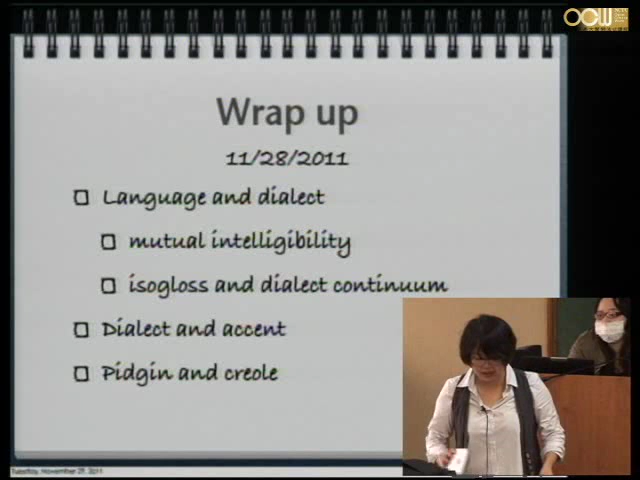 OCW
Wrap up
11/28/2011
Language and dialect
mutual intelligibility
isogloss and dialect continuum
Dialect and accent
Pidgin and creole
Tuesday, November 29, 2011